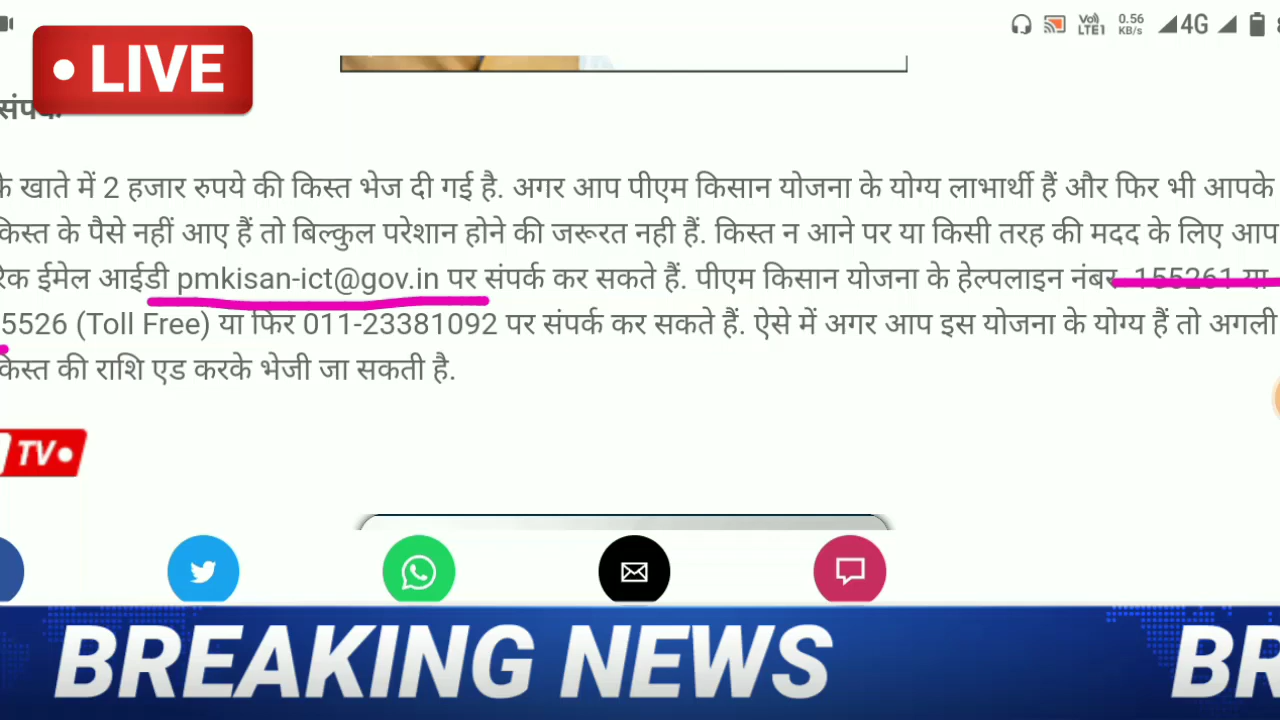 Vo)
LTE1
0.56
KB/s
4G
LIVE
संपर्क
के खाते में 2 हजार रुपये की किस्त भेज दी गई है. अगर आप पीएम किसान योजना के योग्य लाभार्थी हैं और फिर भी आपके
किस्त के पैसे नहीं आए हैं तो बिल्कुल परेशान होने की जरूरत नही हैं. किस्त न आने पर या किसी तरह की मदद के लिए आप
ईमेल आईडी pmkisan-ict@gov.in पर संपर्क कर सकते हैं. पीएम किसान योजना के हेल्पलाइन नंबर 155261 या
5526 (Toll Free) या फिर 011-23381092 पर संपर्क कर सकते हैं. ऐसे में अगर आप इस योजना के योग्य हैं तो अगली
किस्त की राशि एड करके भेजी जा सकती है.
TV
BREAKING NEWS BR